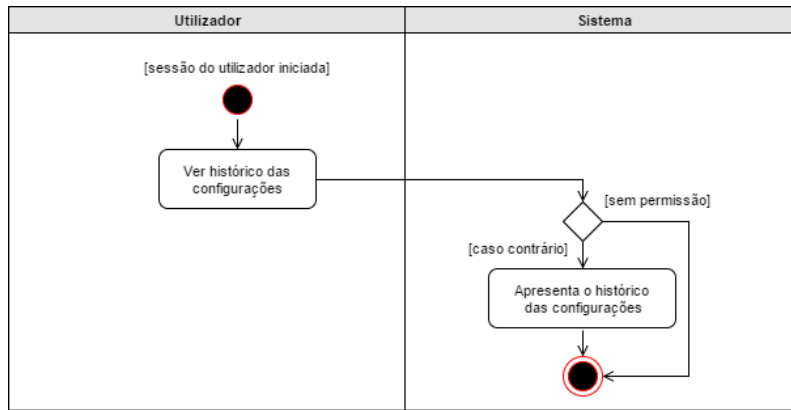 Utilizador
Sistema
[sessão do utilizador iniciada]
Ver histórico das
configurações
[sem permissão]
[caso contrário]
Apresenta o histórico
das configurações